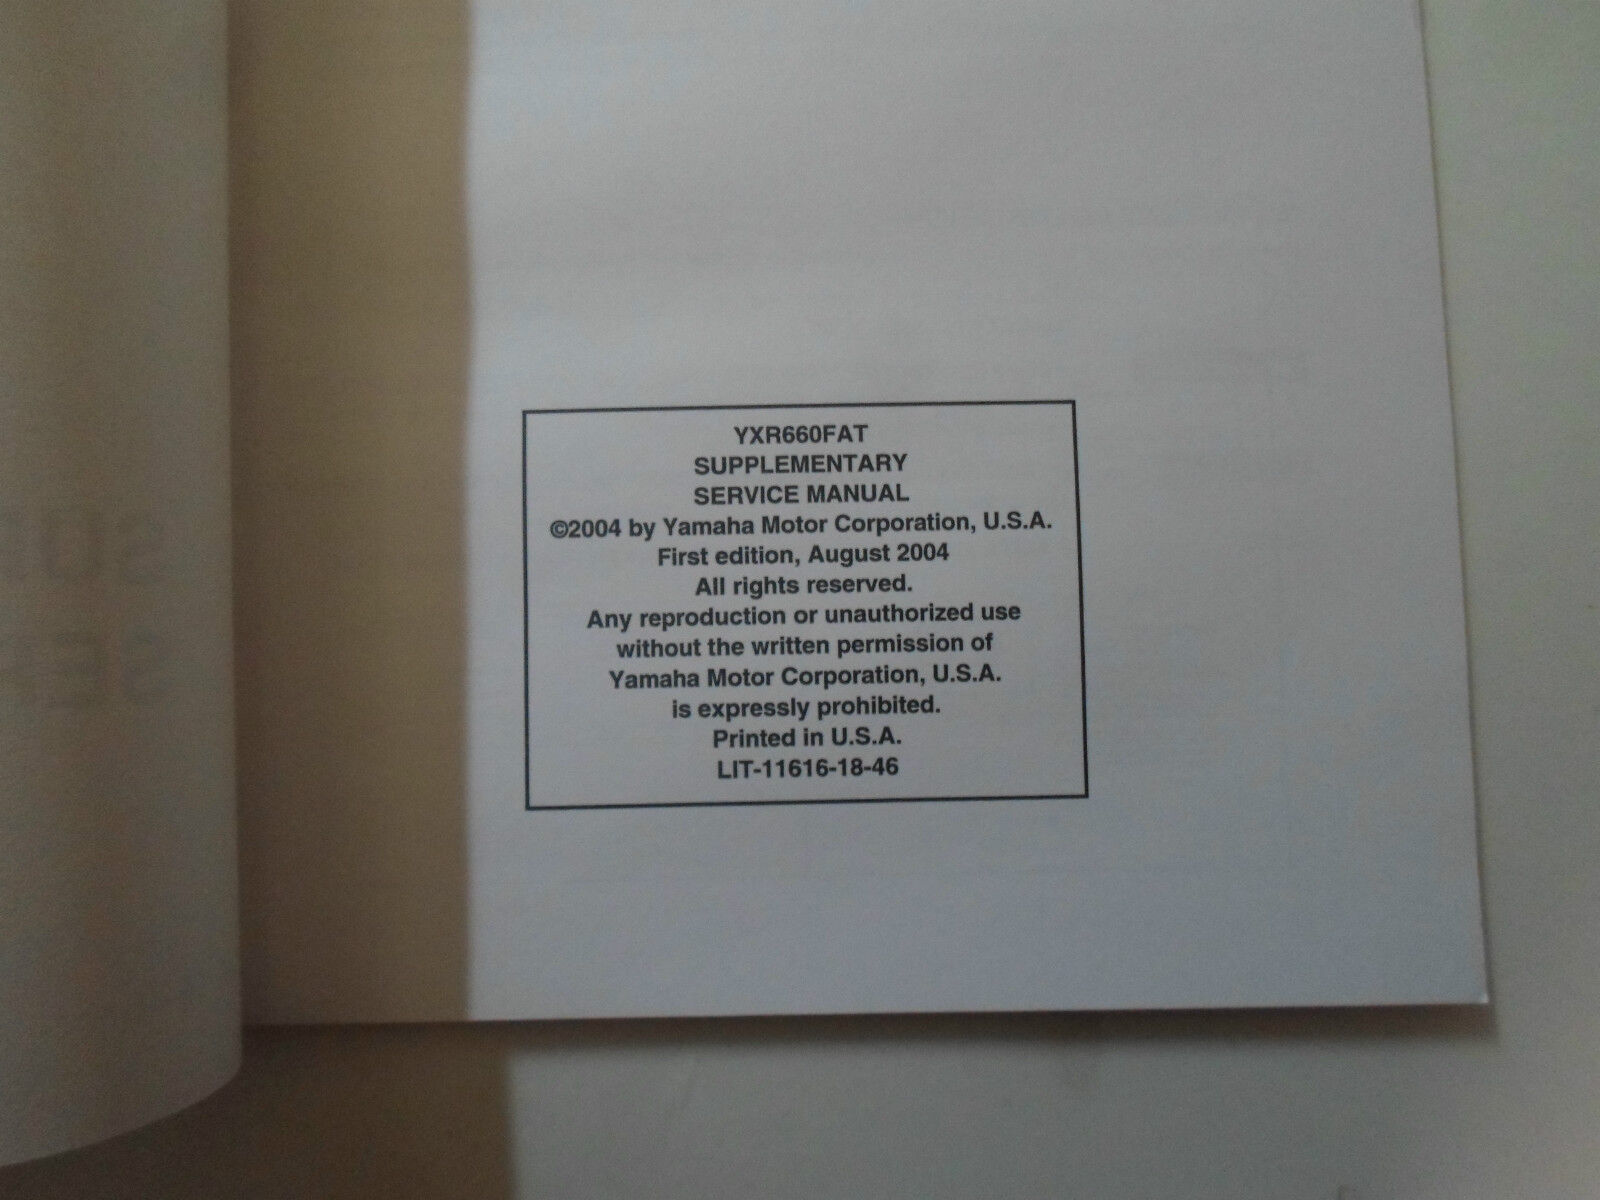 YXR660FAT
SUPPLEMENTARY
SERVICE MANUAL
©2004 by Yamaha Motor Corporation, U.S.A.
First edition, August 2004
All rights reserved.
Any reproduction or unauthorized use
without the written permission of
Yamaha Motor Corporation, U.S.A.
is expressly prohibited.
Printed in U.S.A.
LIT-11616-18-46